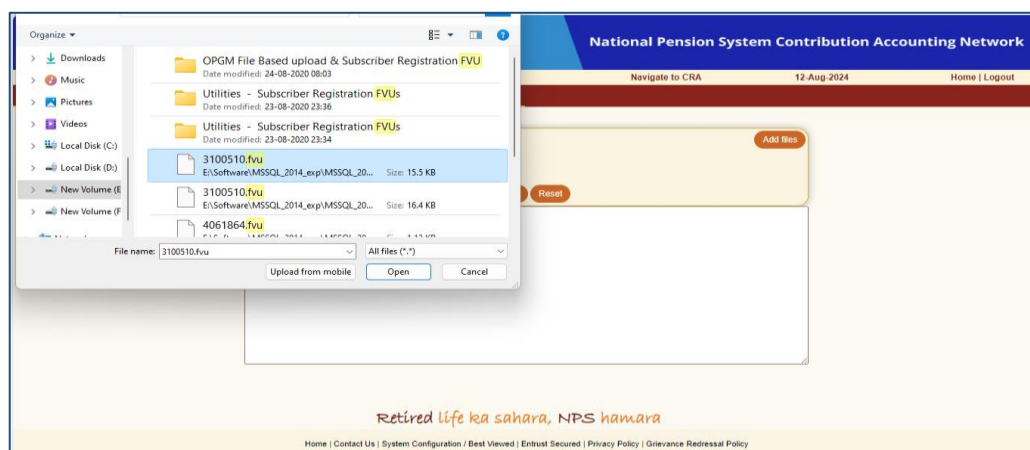 Organize
National Pension System Contribution Accounting Network
Navigate to CRA 12-Aug-2024 Home | Logout
Downloads
Music
Pictures
Videos
Local Disk (C:)
Local Disk (D:)
New Volume (E
New Volume (F
OPGM File Based upload & Subscriber Registration FVU
Date modified: 24-08-2020 08:03
Utilities - Subscriber Registration FVUs
Date modified: 23-08-2020 23:36
Utilities - Subscriber Registration FVUs
Date modified: 23-08-2020 23:34
3100510.fvu
E:\Software\MSSQL_2014_exp\MSSQL_20... Size: 15.5 KB
3100510.fvu
E:\Software\MSSQL_2014_exp\MSSQL_20... Size: 16.4 KB
4061864.fvu
File name: 3100510.fvu All files (*.*)
Upload from mobile Open Cancel
Add files
Reset
Retired life ka sahara, NPS hamara
Home | Contact Us | System Configuration / Best Viewed | Entrust Secured | Privacy Policy | Grievance Redressal Policy